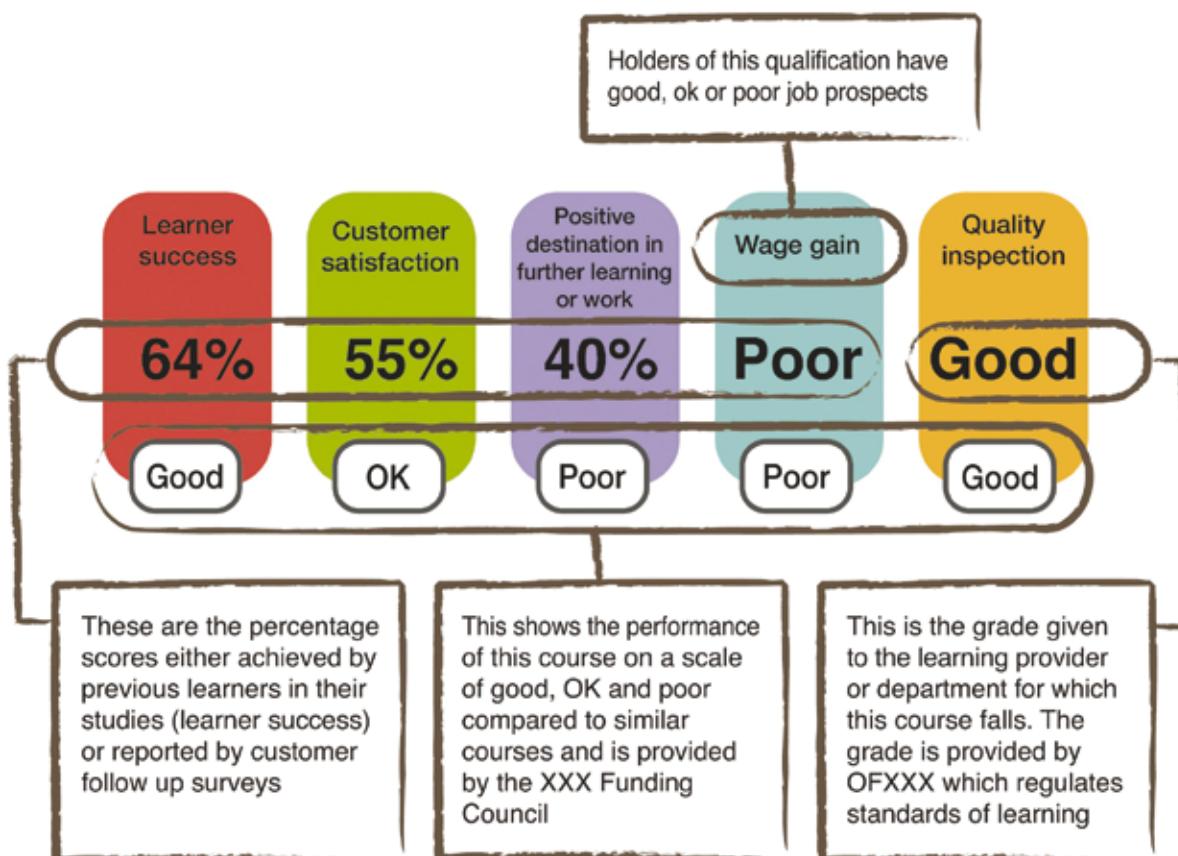 Holders of this qualification have
good, ok or poor job prospects
Learner
success
Customer
satisfaction
Positive
destination in
further learning
or work
Wage gain
Quality
inspection
64%
55%
40%
Poor
Good
Good
OK
Poor
Poor
Good
These are the percentage
scores either achieved by
previous learners in their
studies (learner success)
or reported by customer
follow up surveys
This shows the performance
of this course on a scale
of good, OK and poor
compared to similar
courses and is provided
by the XXX Funding
Council
This is the grade given
to the learning provider
or department for which
this course falls. The
grade is provided by
OFXXX which regulates
standards of learning